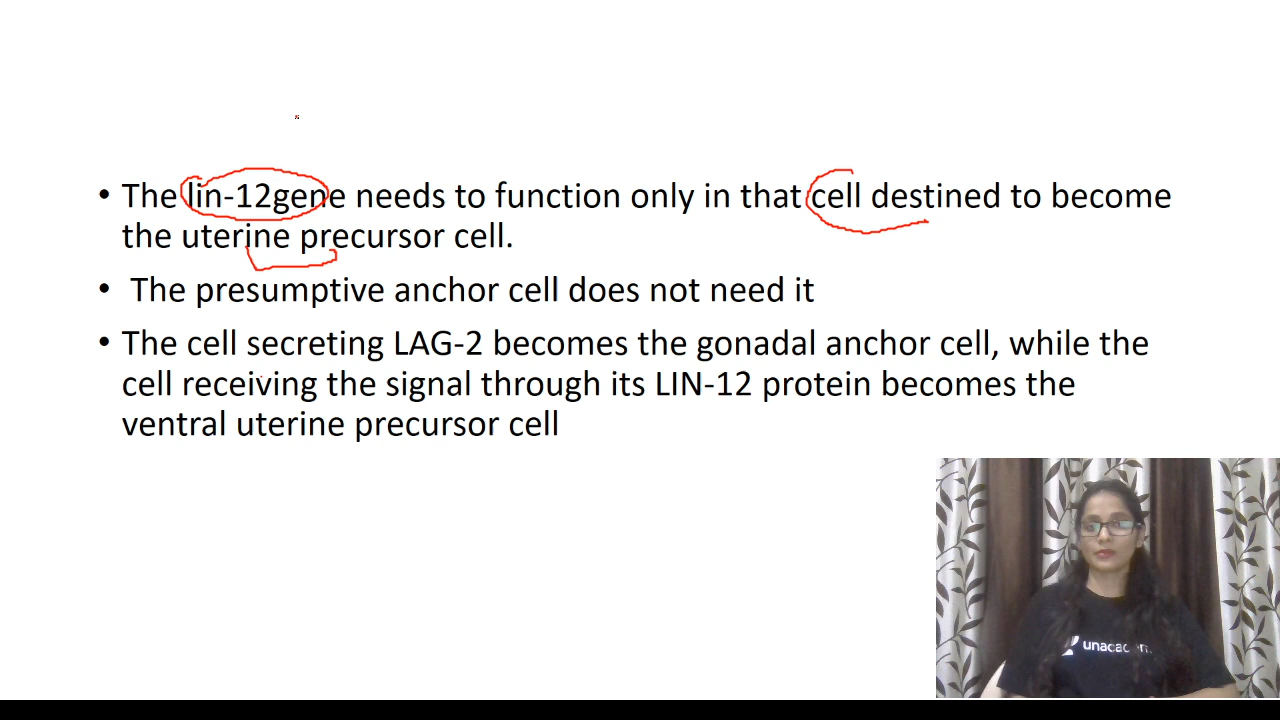 • The lin-12gene needs to function only in that cell destined to become
the uterine precursor cell.
• The presumptive anchor cell does not need it
• The cell secreting LAG-2 becomes the gonadal anchor cell, while the
cell receiving the signal through its LIN-12 protein becomes the
ventral uterine precursor cell